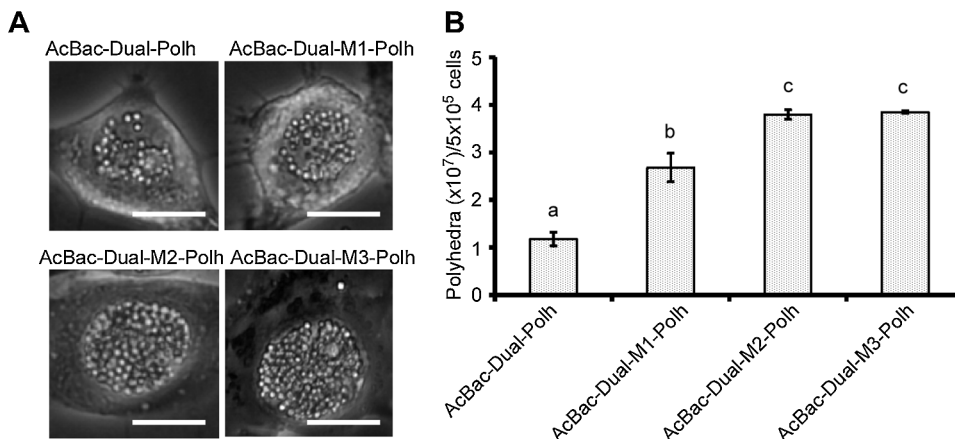 A
AcBac-Dual-Polh
AcBac-Dual-M1-Polh
AcBac-Dual-M2-Polh
AcBac-Dual-M3-Polh
B
Polyhedra (x10⁷)/5x10⁵ cells
5
4
3
2
1
0
a
b
c
c
AcBac-Dual-Polh
AcBac-Dual-M1-Polh
AcBac-Dual-M2-Polh
AcBac-Dual-M3-Polh